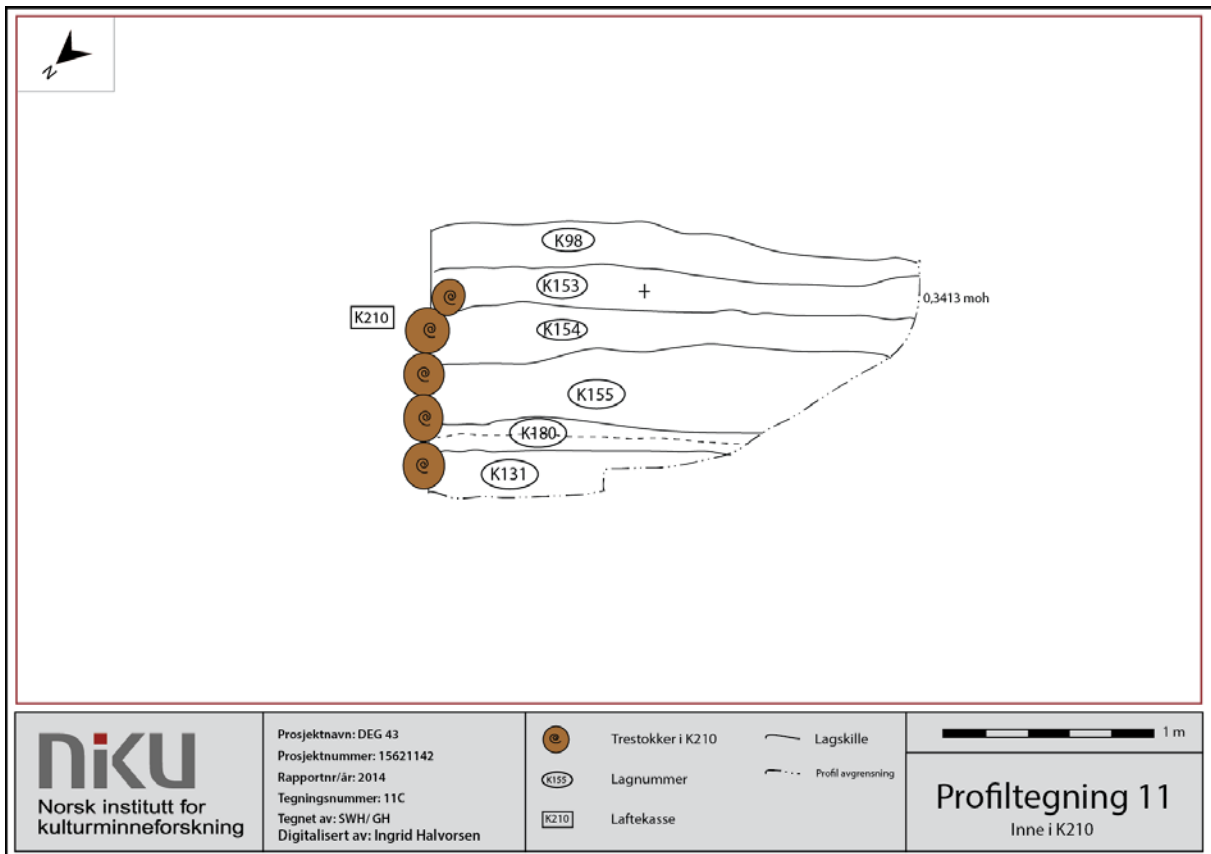 N
K98
K153
0,3413 moh
K210
K154
K155
K180
K131
niku
Norsk institutt for
kulturminneforskning
Prosjektnavn: DEG 43
Prosjektnummer: 15621142
Rapportnr/år: 2014
Tegningsnummer: 11C
Tegnet av: SWH/ GH
Digitalisert av: Ingrid Halvorsen
Trestokker i K210
Lagskille
K155
Lagnummer
Profil avgrensning
K210
Laftekasse
1 m
Profiltegning 11
Inne i K210